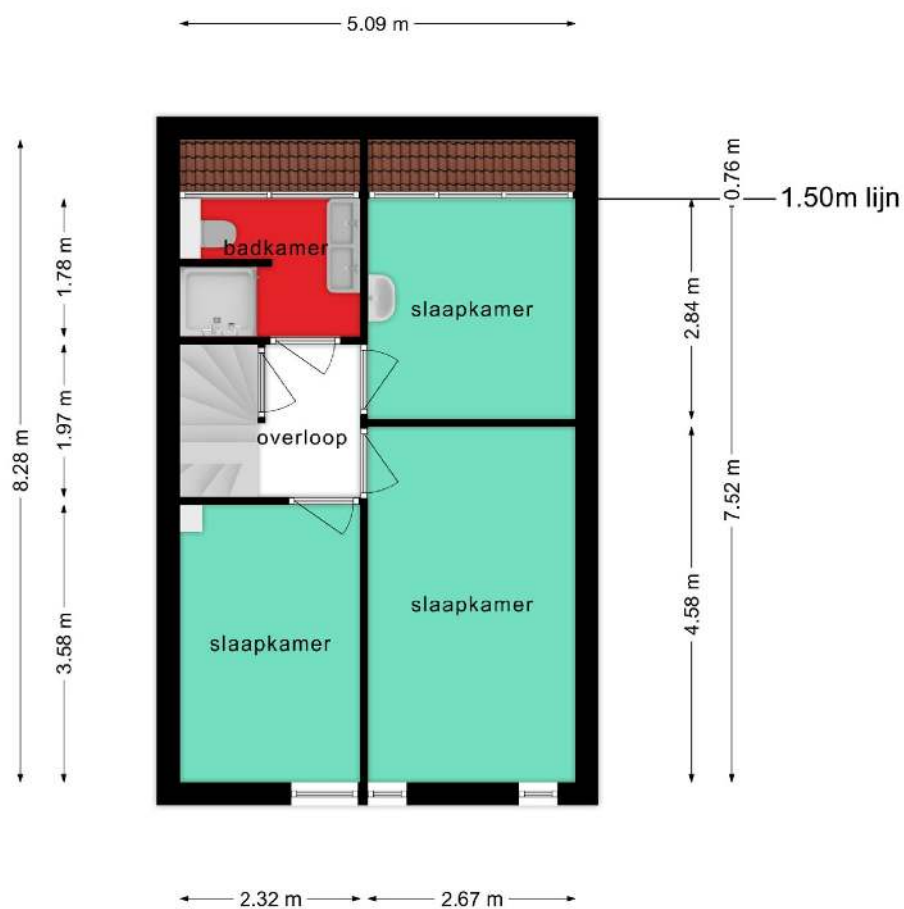 5.09 m
0.76 m
1.50m lijn
1.78 m
badkamer
2.84 m
slaapkamer
1.97 m
overloop
8.28 m
7.52 m
4.58 m
slaapkamer
3.58 m
slaapkamer
2.32 m
2.67 m